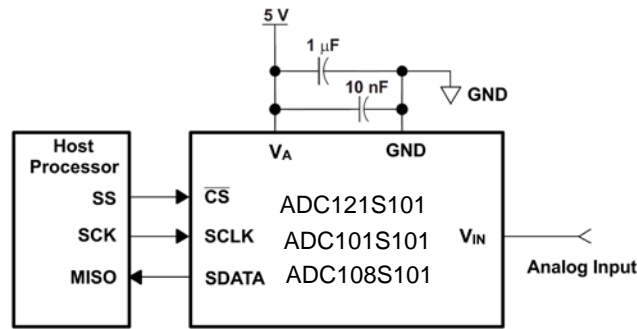 5 V
1 μF
10 nF
GND
Host
Processor
VA
GND
SS
CS
ADC121S101
SCK
SCLK
ADC101S101
VIN
MISO
SDATA
ADC108S101
Analog Input